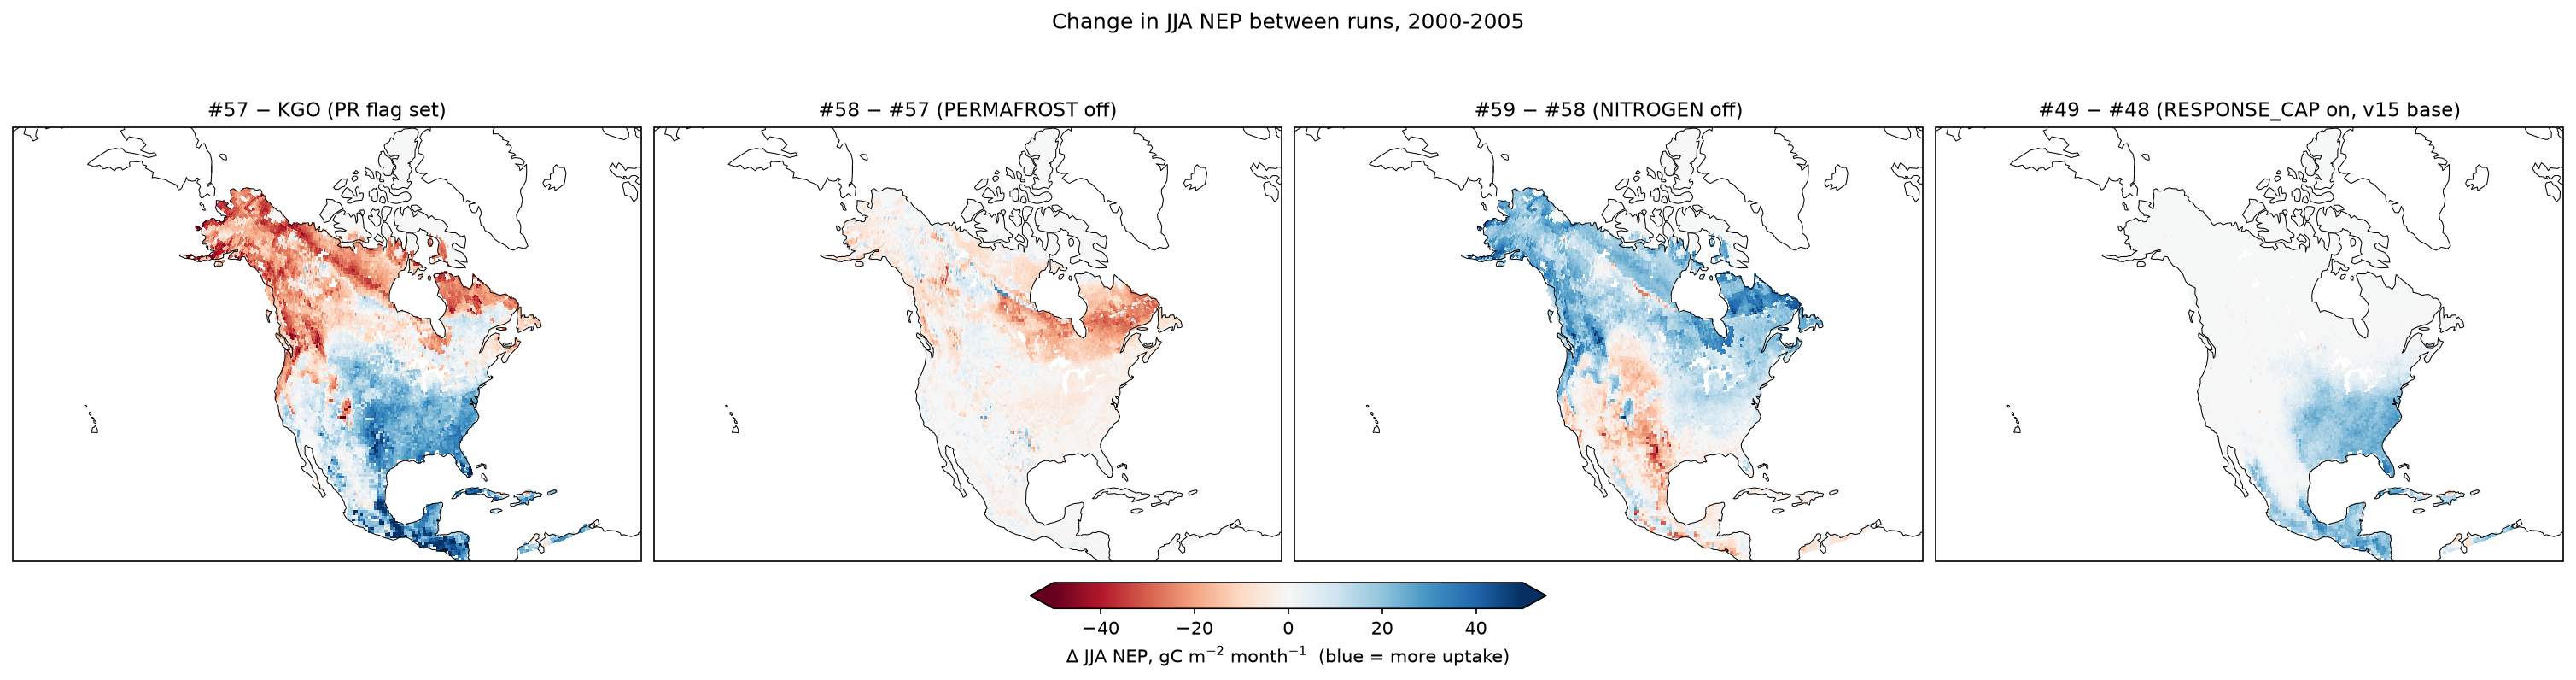 Change in JJA NEP between runs, 2000-2005
#57 − KGO (PR flag set)
#58 − #57 (PERMAFROST off)
#59 − #58 (NITROGEN off)
#49 − #48 (RESPONSE_CAP on, v15 base)
−40 −20 0 20 40
Δ JJA NEP, gC m⁻² month⁻¹ (blue = more uptake)